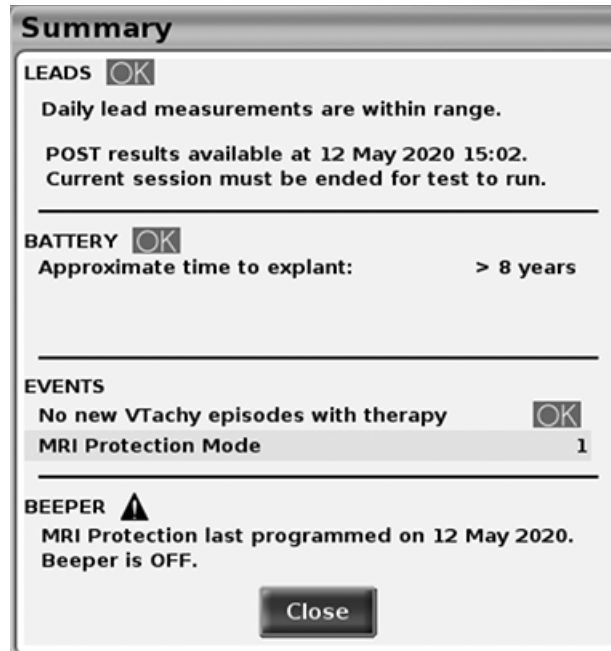 Summary
LEADS OK
Daily lead measurements are within range.
POST results available at 12 May 2020 15:02.
Current session must be ended for test to run.
BATTERY OK
Approximate time to explant: > 8 years
EVENTS
No new VTachy episodes with therapy OK
MRI Protection Mode 1
BEEPER
MRI Protection last programmed on 12 May 2020.
Beeper is OFF.
Close